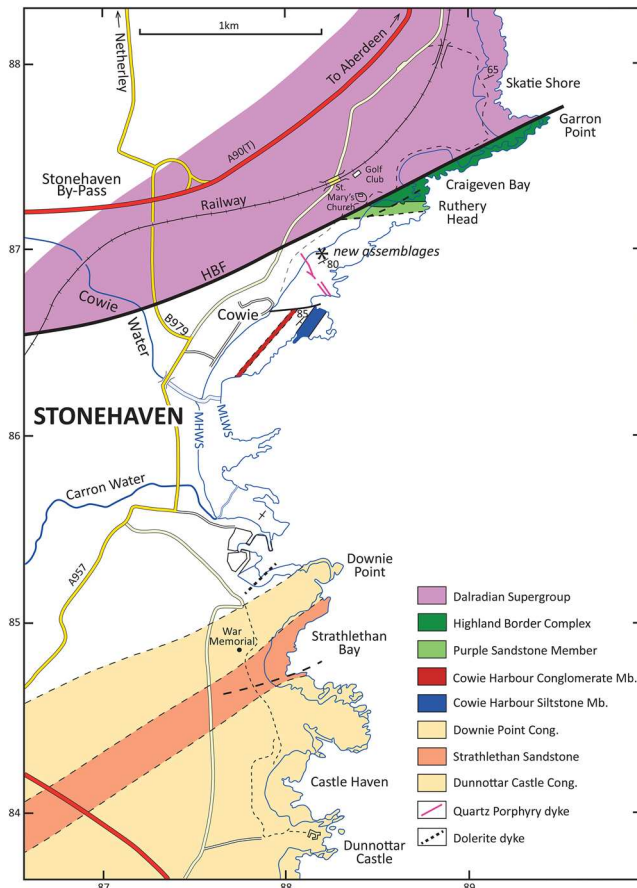 88
Netherley
1km
To Aberdeen
65
Skatie Shore
Garron
Point
A90(T)
Stonehaven
By-Pass
Golf
Club
St.
Mary's
Church
Railway
Craigeven Bay
Ruthery
Head
87
new assemblages
80
HBF
Cowie
Water
B979
Cowie
85
STONEHAVEN
MHWS
MLWS
86
Carron Water
A957
Downie
Point
85
War
Memorial
Strathlethan
Bay
Castle Haven
84
Dunnottar
Castle
Dalradian Supergroup
Highland Border Complex
Purple Sandstone Member
Cowie Harbour Conglomerate Mb.
Cowie Harbour Siltstone Mb.
Downie Point Cong.
Strathlethan Sandstone
Dunnottar Castle Cong.
Quartz Porphyry dyke
Dolerite dyke
87
88
89